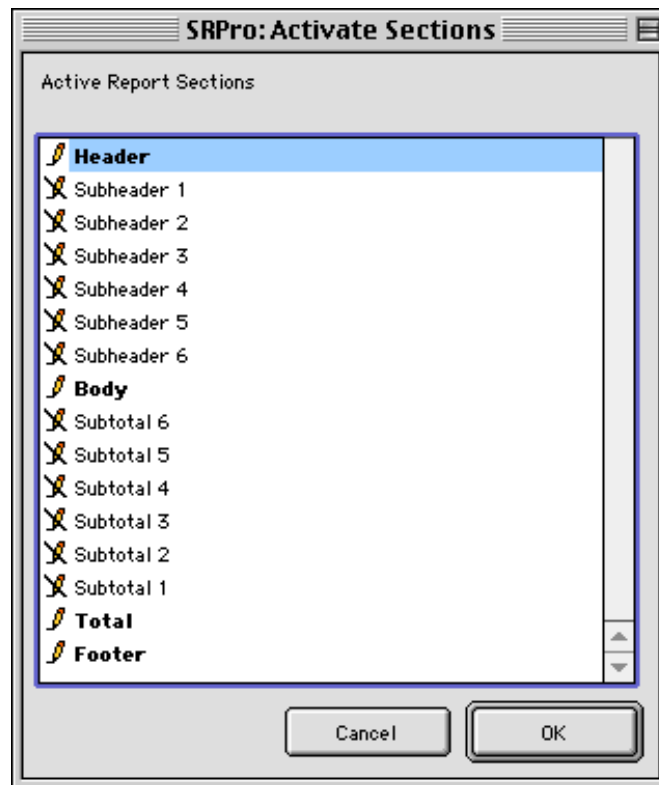 SRPro: Activate Sections
Active Report Sections
Header
Subheader 1
Subheader 2
Subheader 3
Subheader 4
Subheader 5
Subheader 6
Body
Subtotal 6
Subtotal 5
Subtotal 4
Subtotal 3
Subtotal 2
Subtotal 1
Total
Footer
Cancel OK